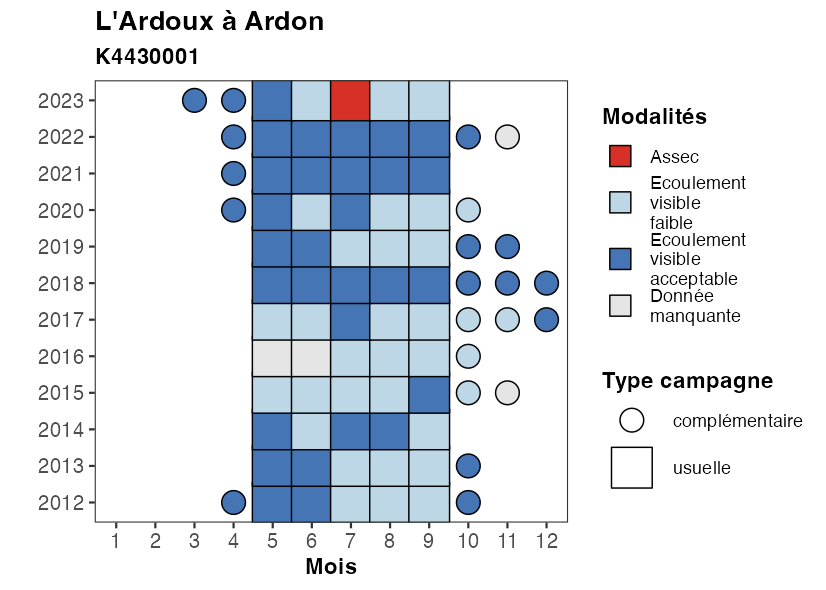 L'Ardoux à Ardon
K4430001
2023
2022
2021
2020
2019
2018
2017
2016
2015
2014
2013
2012
1 2 3 4 5 6 7 8 9 10 11 12
Mois
Modalités
Assec
Ecoulement
visible
faible
Ecoulement
visible
acceptable
Donnée
manquante
Type campagne
complémentaire
usuelle